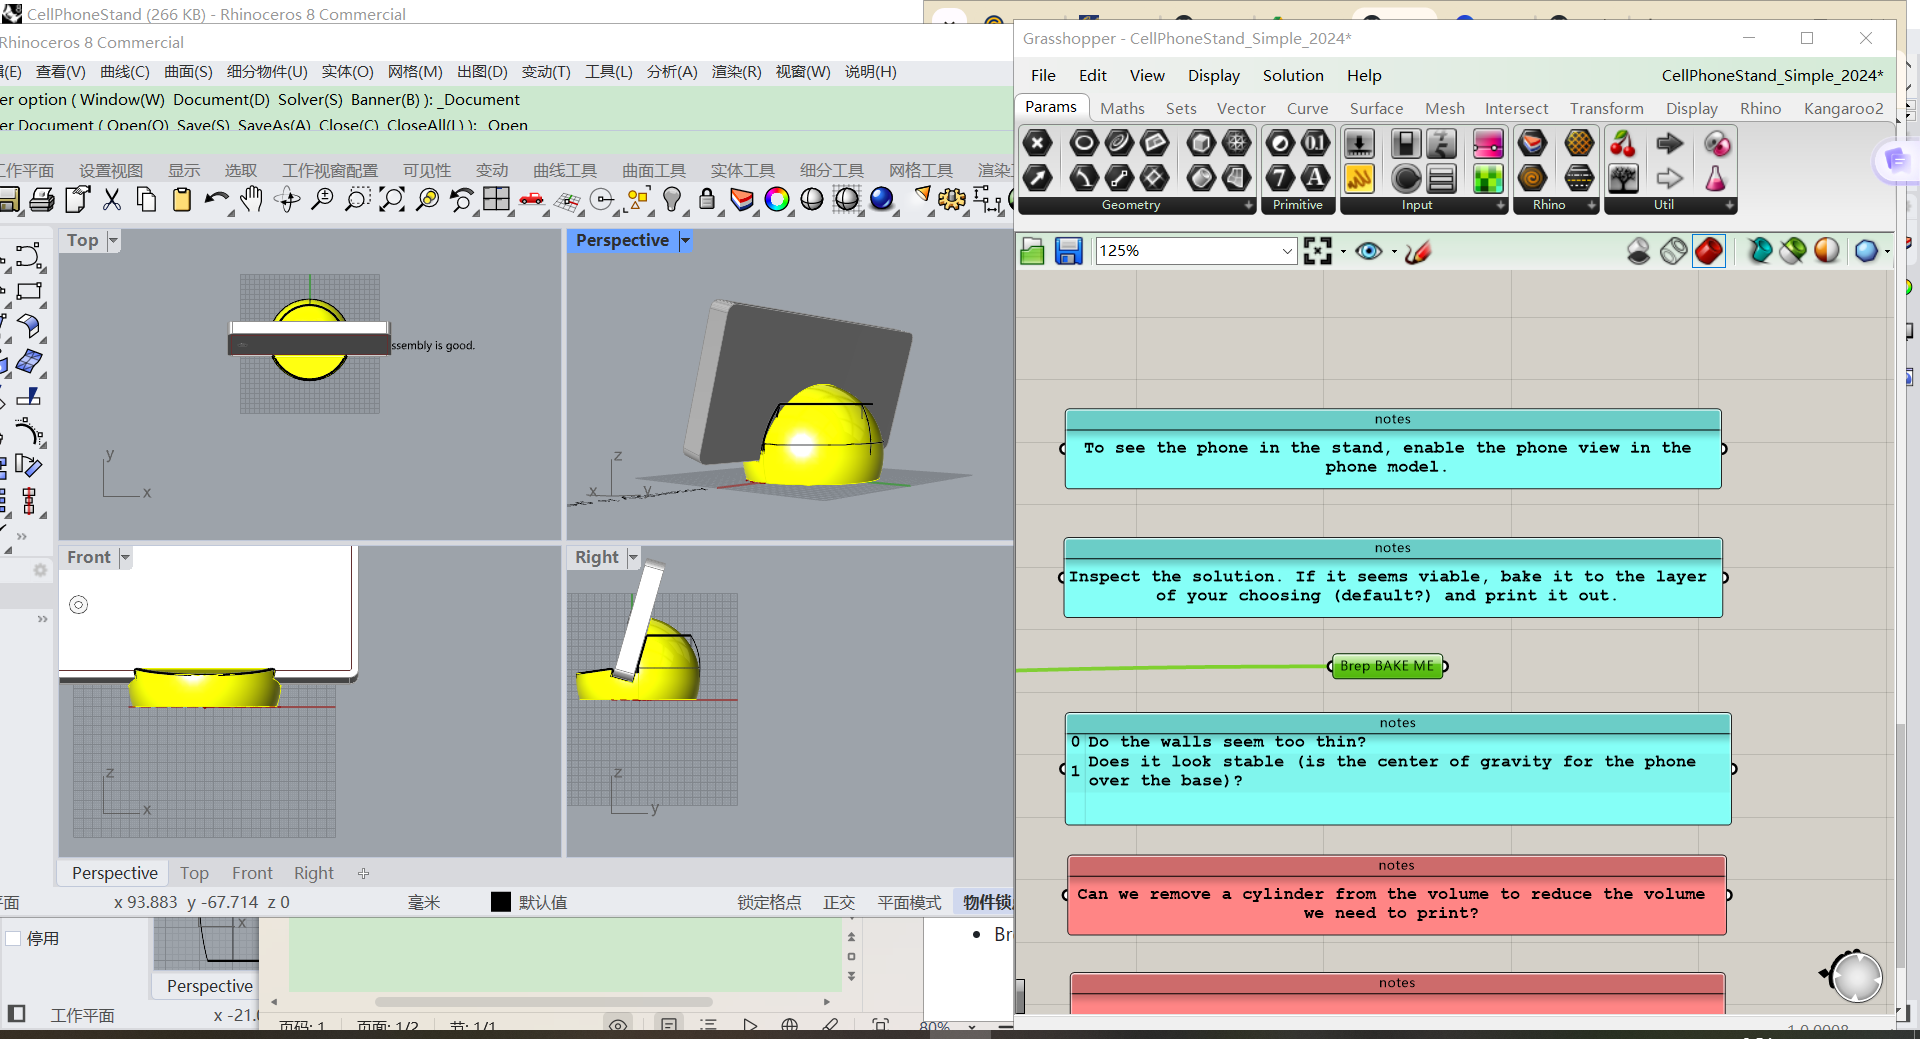 CellPhoneStand (266 KB) - Rhinoceros 8 Commercial
Rhinoceros 8 Commercial
Grasshopper - CellPhoneStand_Simple_2024*
(E) 查看(V) 曲线(C) 曲面(S) 细分物件(U) 实体(O) 网格(M) 出图(D) 变动(T) 工具(L) 分析(A) 渲染(R) 视窗(W) 说明(H)
File Edit View Display Solution Help CellPhoneStand_Simple_2024*
er option ( Window(W) Document(D) Solver(S) Banner(B) ): _Document
er Document ( Open(O) Save(S) SaveAs(A) Close(C) CloseAll(L) ): _Open
Params Maths Sets Vector Curve Surface Mesh Intersect Transform Display Rhino Kangaroo2
工作平面 设置视图 显示 选取 工作视窗配置 可见性 变动 曲线工具 曲面工具 实体工具 细分工具 网格工具 渲染
Geometry Primitive Input Rhino Util
125%
Top
Perspective
ssembly is good.
y
x
z
x y
Front
Right
z
x
z
y
notes
To see the phone in the stand, enable the phone view in the
phone model.
notes
Inspect the solution. If it seems viable, bake it to the layer
of your choosing (default?) and print it out.
Brep BAKE ME
notes
0 Do the walls seem too thin?
1 Does it look stable (is the center of gravity for the phone
over the base)?
notes
Can we remove a cylinder from the volume to reduce the volume
we need to print?
notes
Perspective Top Front Right
平面 x 93.883 y -67.714 z 0 毫米 默认值 锁定格点 正交 平面模式 物件锁
停用
x
• Br
Perspective
工作平面 x -21.0
页码: 1 页面: 1/2 节: 1/1 80%
1.0.0008